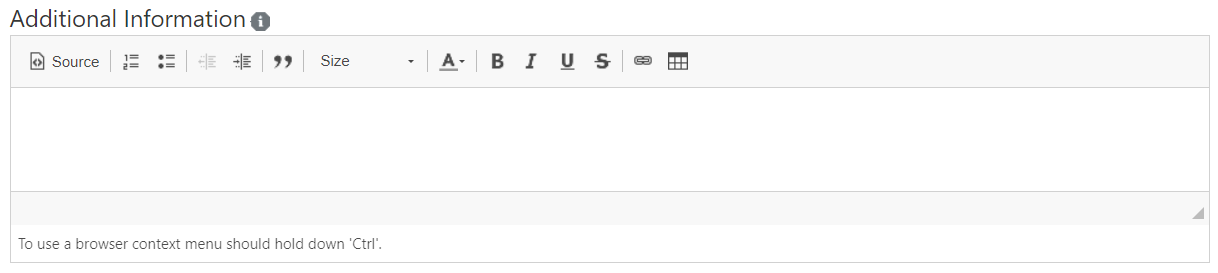 Additional Information
Source Size A B I U S
To use a browser context menu should hold down 'Ctrl'.